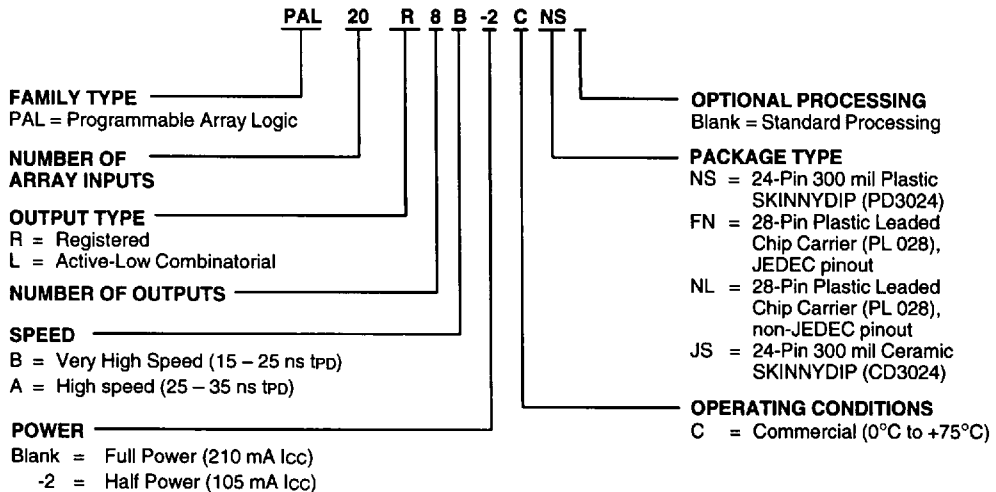 PAL 20 R 8 B -2 C NS
FAMILY TYPE
PAL = Programmable Array Logic
NUMBER OF
ARRAY INPUTS
OUTPUT TYPE
R = Registered
L = Active-Low Combinatorial
NUMBER OF OUTPUTS
SPEED
B = Very High Speed (15 – 25 ns tPD)
A = High speed (25 – 35 ns tPD)
POWER
Blank = Full Power (210 mA ICC)
-2 = Half Power (105 mA ICC)
OPTIONAL PROCESSING
Blank = Standard Processing
PACKAGE TYPE
NS = 24-Pin 300 mil Plastic
SKINNYDIP (PD3024)
FN = 28-Pin Plastic Leaded
Chip Carrier (PL 028),
JEDEC pinout
NL = 28-Pin Plastic Leaded
Chip Carrier (PL 028),
non-JEDEC pinout
JS = 24-Pin 300 mil Ceramic
SKINNYDIP (CD3024)
OPERATING CONDITIONS
C = Commercial (0°C to +75°C)